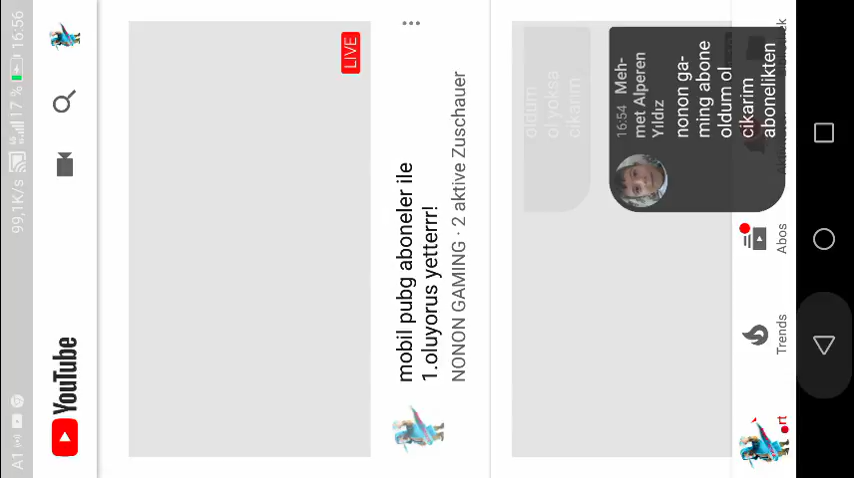 A1
99,1K/s
17 %
16:56
YouTube
LIVE
mobil pubg aboneler ile
1.oluyorus yetterrr!
NONON GAMING · 2 aktive Zuschauer
oldum
ol yoksa
cikarim
16:54 Meh-
met Alperen
Yıldız
nonon ga-
ming abone
oldum ol
cikarim
abonelikten
Trends
Abos